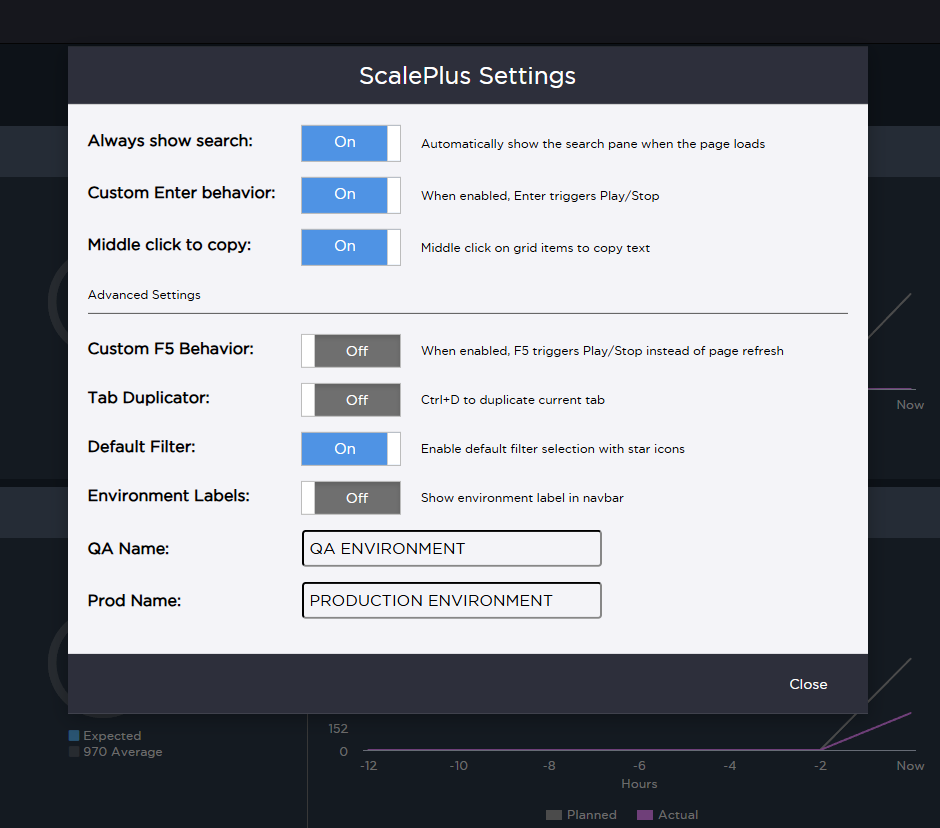 ScalePlus Settings
Always show search: On Automatically show the search pane when the page loads
Custom Enter behavior: On When enabled, Enter triggers Play/Stop
Middle click to copy: On Middle click on grid items to copy text
Advanced Settings
Custom F5 Behavior: Off When enabled, F5 triggers Play/Stop instead of page refresh
Tab Duplicator: Off Ctrl+D to duplicate current tab
Now
Default Filter: On Enable default filter selection with star icons
Environment Labels: Off Show environment label in navbar
QA Name: QA ENVIRONMENT
Prod Name: PRODUCTION ENVIRONMENT
Close
Expected
970 Average
152
0
-12 -10 -8 -6 -4 -2 Now
Hours
Planned Actual